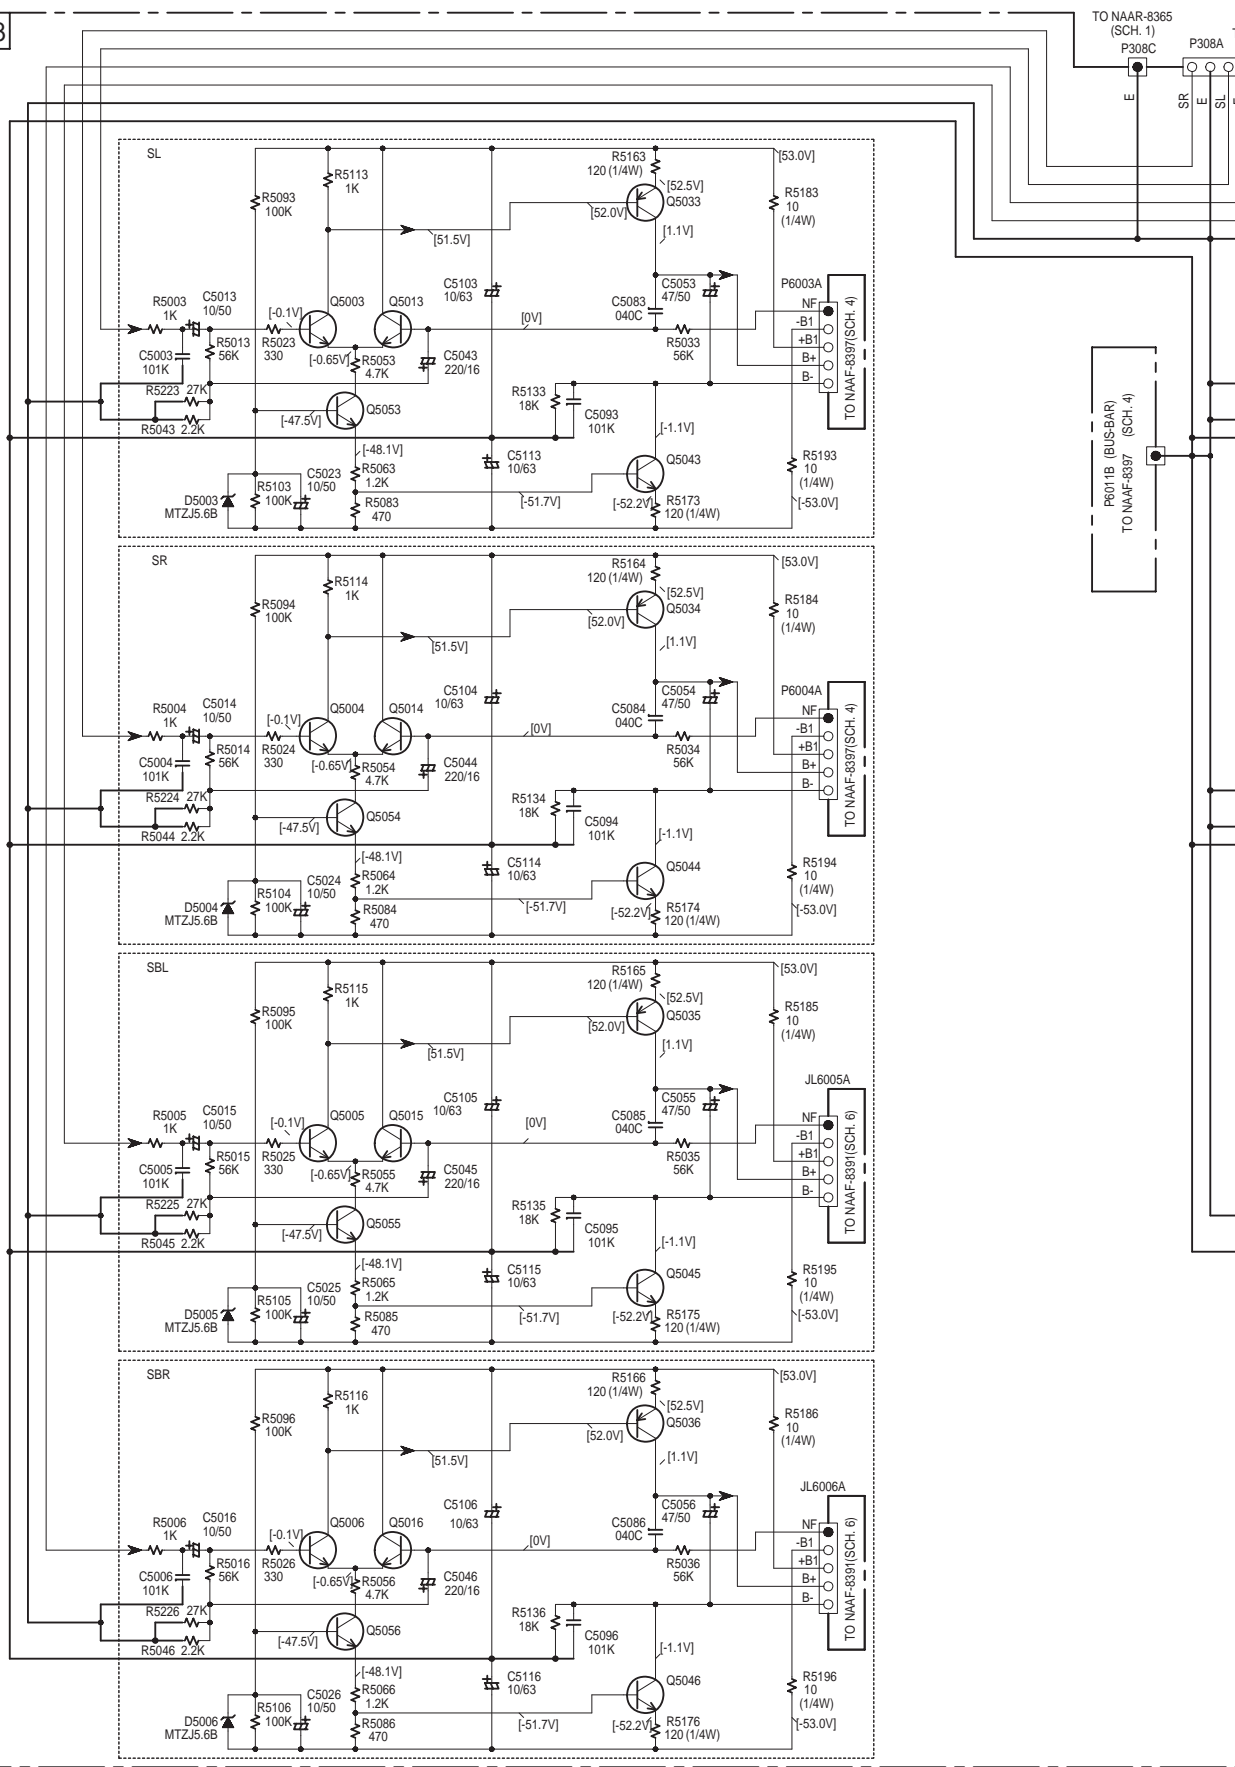 TO NAAR-8365
(SCH. 1)
P308C
P308A
E
SR
E
SL
SL
R5163
120 (1/4W)
[53.0V]
R5113
1K
[52.5V]
Q5033
R5183
10
(1/4W)
R5093
100K
[52.0V]
[1.1V]
[51.5V]
C5103
10/63
C5053
47/50
P6003A
C5013
10/50
R5003
1K
[-0.1V]
Q5003
Q5013
C5083
040C
NF
-B1
+B1
B+
B-
TO NAAF-8397(SCH. 4)
[0V]
R5013
56K
R5023
330
R5033
56K
C5003
101K
[-0.65V]
R5053
4.7K
C5043
220/16
R5223
27K
R5133
18K
Q5053
C5093
101K
[-47.5V]
R5043
2.2K
[-1.1V]
[-48.1V]
C5113
10/63
Q5043
R5193
10
(1/4W)
R5063
1.2K
C5023
10/50
R5103
100K
D5003
MTZJ5.6B
R5083
470
[-51.7V]
[-52.2V]
R5173
120 (1/4W)
[-53.0V]
P6011B (BUS-BAR)
TO NAAF-8397 (SCH. 4)
SR
R5164
120 (1/4W)
[53.0V]
R5114
1K
[52.5V]
Q5034
R5184
10
(1/4W)
R5094
100K
[52.0V]
[1.1V]
[51.5V]
C5104
10/63
C5054
47/50
P6004A
C5014
10/50
R5004
1K
[-0.1V]
Q5004
Q5014
C5084
040C
NF
-B1
+B1
B+
B-
TO NAAF-8397(SCH. 4)
[0V]
R5014
56K
R5024
330
R5034
56K
C5004
101K
[-0.65V]
R5054
4.7K
C5044
220/16
R5224
27K
R5134
18K
Q5054
C5094
101K
[-47.5V]
R5044
2.2K
[-1.1V]
[-48.1V]
C5114
10/63
Q5044
R5194
10
(1/4W)
R5064
1.2K
C5024
10/50
R5104
100K
D5004
MTZJ5.6B
R5084
470
[-51.7V]
[-52.2V]
R5174
120 (1/4W)
[-53.0V]
SBL
R5165
120 (1/4W)
[53.0V]
R5115
1K
[52.5V]
Q5035
R5185
10
(1/4W)
R5095
100K
[52.0V]
[1.1V]
[51.5V]
C5105
10/63
C5055
47/50
JL6005A
C5015
10/50
R5005
1K
[-0.1V]
Q5005
Q5015
C5085
040C
NF
-B1
+B1
B+
B-
TO NAAF-8391(SCH. 6)
[0V]
R5015
56K
R5025
330
R5035
56K
C5005
101K
[-0.65V]
R5055
4.7K
C5045
220/16
R5225
27K
R5135
18K
Q5055
C5095
101K
[-47.5V]
R5045
2.2K
[-1.1V]
[-48.1V]
C5115
10/63
Q5045
R5195
10
(1/4W)
R5065
1.2K
C5025
10/50
R5105
100K
D5005
MTZJ5.6B
R5085
470
[-51.7V]
[-52.2V]
R5175
120 (1/4W)
[-53.0V]
SBR
R5166
120 (1/4W)
[53.0V]
R5116
1K
[52.5V]
Q5036
R5186
10
(1/4W)
R5096
100K
[52.0V]
[1.1V]
[51.5V]
C5106
10/63
C5056
47/50
JL6006A
C5016
10/50
R5006
1K
[-0.1V]
Q5006
Q5016
C5086
040C
NF
-B1
+B1
B+
B-
TO NAAF-8391(SCH. 6)
[0V]
R5016
56K
R5026
330
R5036
56K
C5006
101K
[-0.65V]
R5056
4.7K
C5046
220/16
R5226
27K
R5136
18K
Q5056
C5096
101K
[-47.5V]
R5046
2.2K
[-1.1V]
[-48.1V]
C5116
10/63
Q5046
R5196
10
(1/4W)
R5066
1.2K
C5026
10/50
R5106
100K
D5006
MTZJ5.6B
R5086
470
[-51.7V]
[-52.2V]
R5176
120 (1/4W)
[-53.0V]